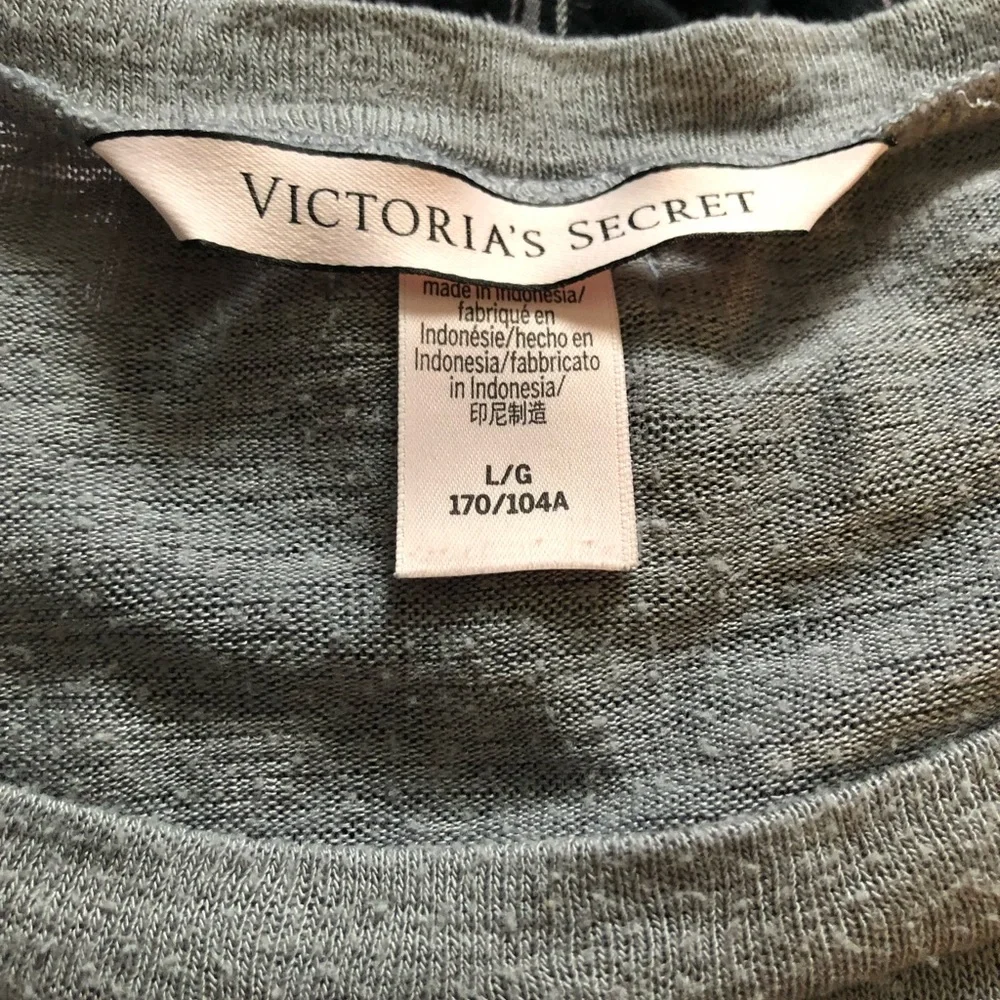 VICTORIA'S SECRET
made in Indonesia/
fabriqué en
Indonésie/hecho en
Indonesia/fabbricato
in Indonesia/
印尼制造
L/G
170/104A